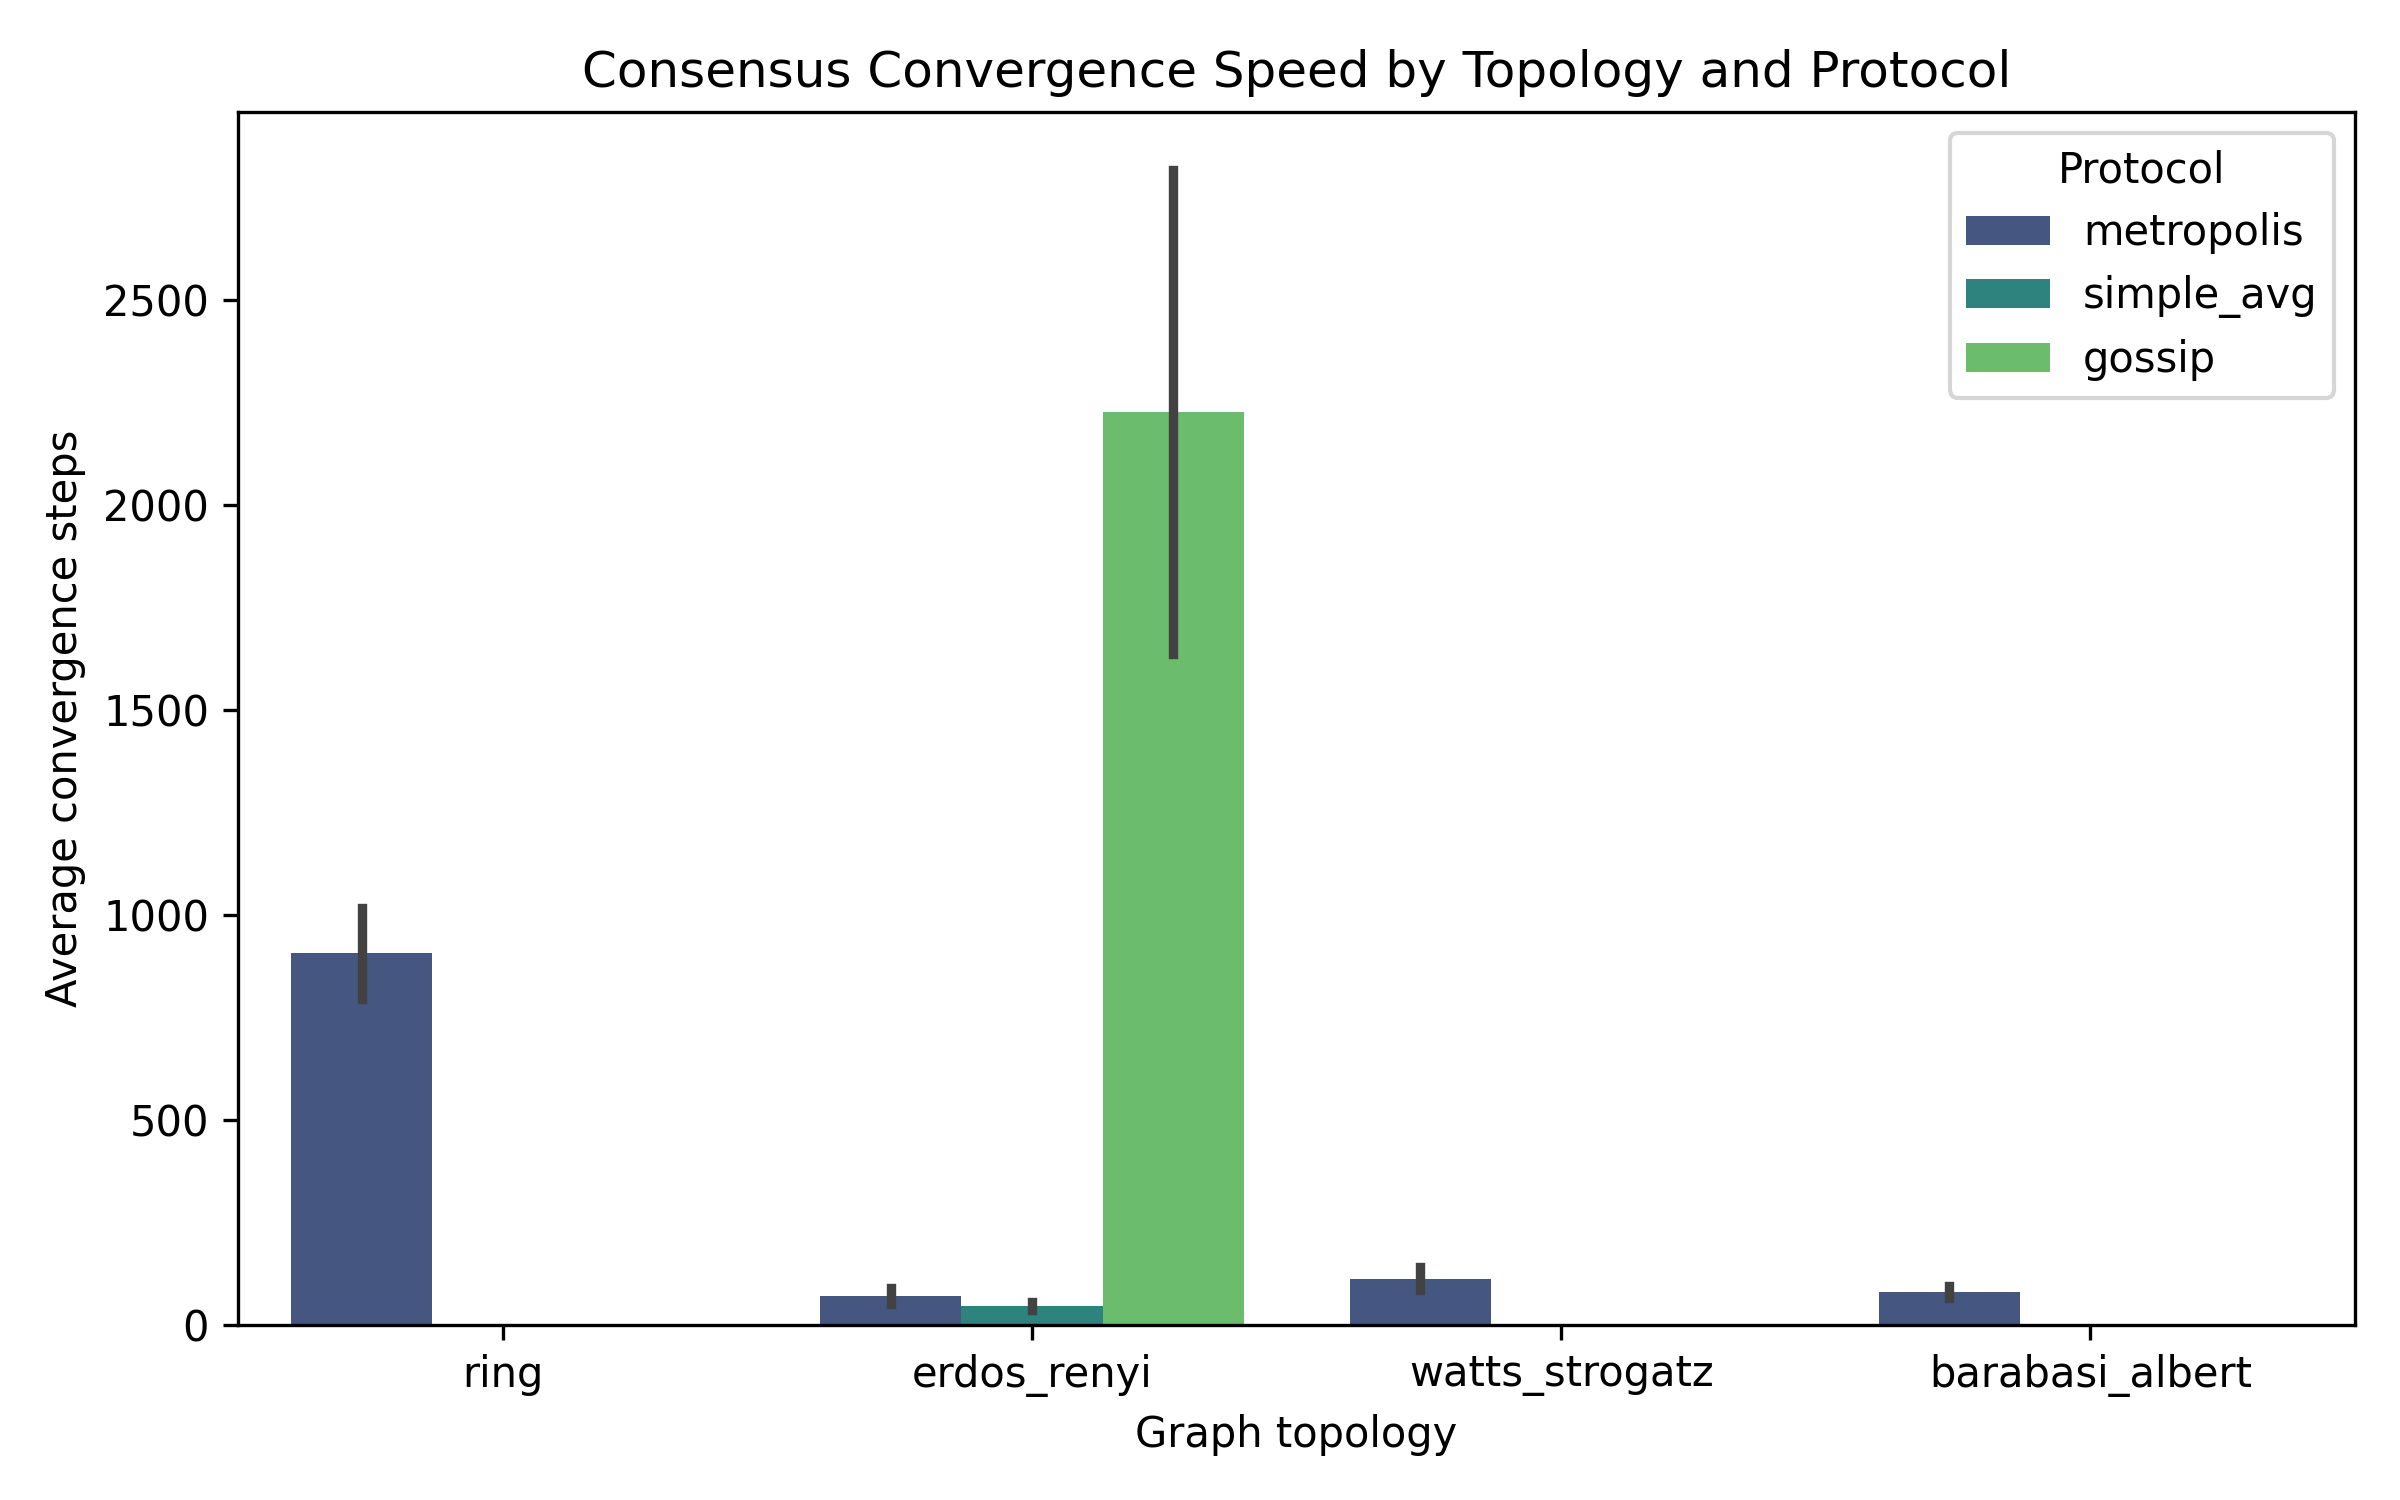 Consensus Convergence Speed by Topology and Protocol
Protocol
metropolis
simple_avg
gossip
Average convergence steps
2500
2000
1500
1000
500
0
ring
erdos_renyi
watts_strogatz
barabasi_albert
Graph topology